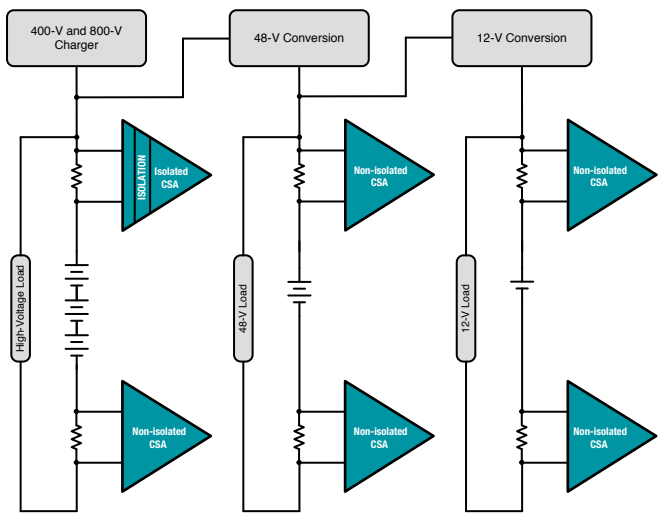 400-V and 800-V
Charger
48-V Conversion
12-V Conversion
ISOLATION
Isolated
CSA
Non-isolated
CSA
Non-isolated
CSA
High-Voltage Load
48-V Load
12-V Load
Non-isolated
CSA
Non-isolated
CSA
Non-isolated
CSA